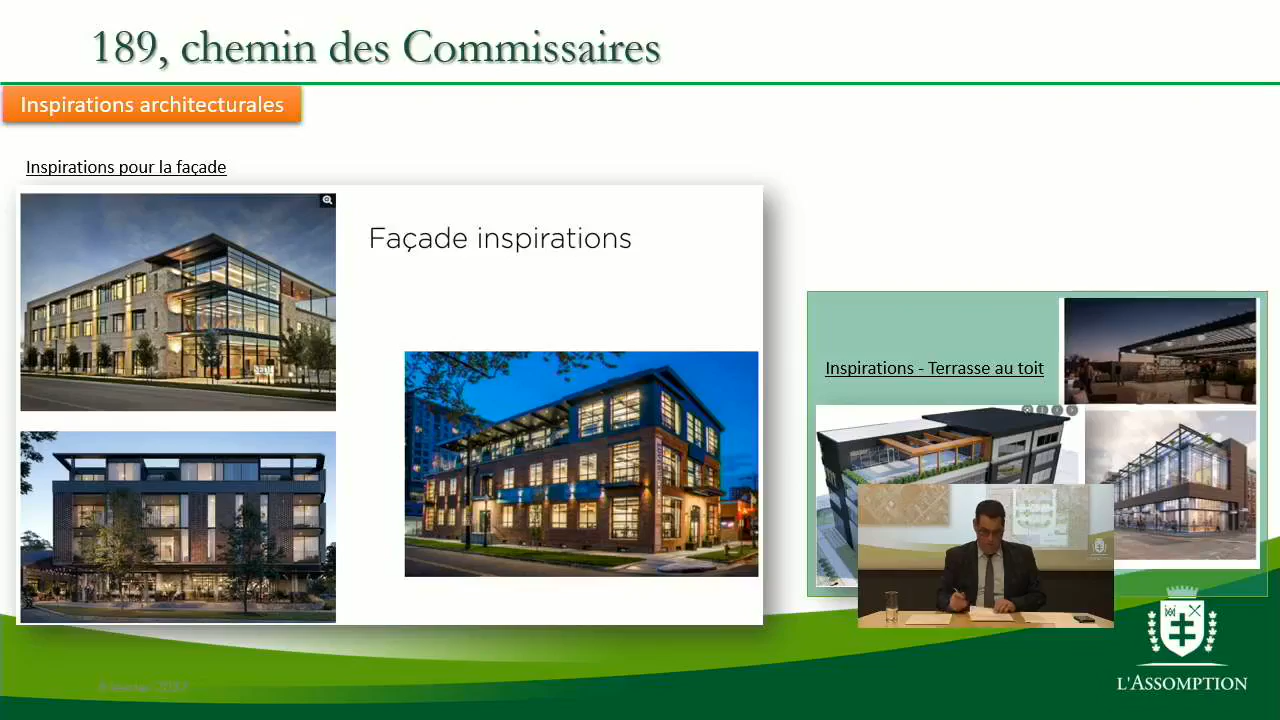 189, chemin des Commissaires
Inspirations architecturales
Inspirations pour la façade
Façade inspirations
Inspirations - Terrasse au toit
L'ASSOMPTION